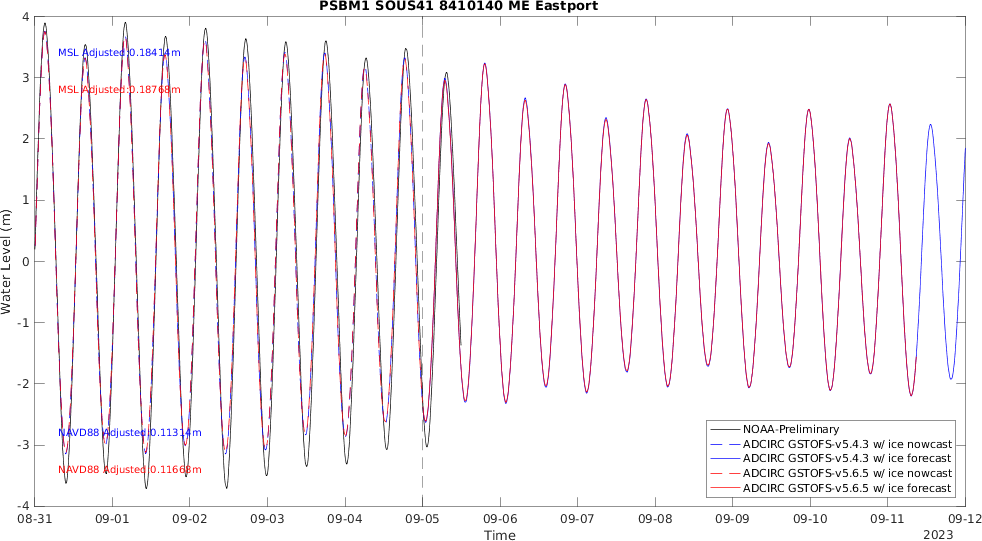 PSBM1 SOUS41 8410140 ME Eastport
4
3
2
1
0
-1
-2
-3
-4
Water Level (m)
MSL Adjusted:0.18414m
MSL Adjusted:0.18768m
NAVD88 Adjusted:0.11314m
NAVD88 Adjusted:0.11668m
NOAA-Preliminary
ADCIRC GSTOFS-v5.4.3 w/ ice nowcast
ADCIRC GSTOFS-v5.4.3 w/ ice forecast
ADCIRC GSTOFS-v5.6.5 w/ ice nowcast
ADCIRC GSTOFS-v5.6.5 w/ ice forecast
08-31 09-01 09-02 09-03 09-04 09-05 09-06 09-07 09-08 09-09 09-10 09-11 09-12
Time
2023